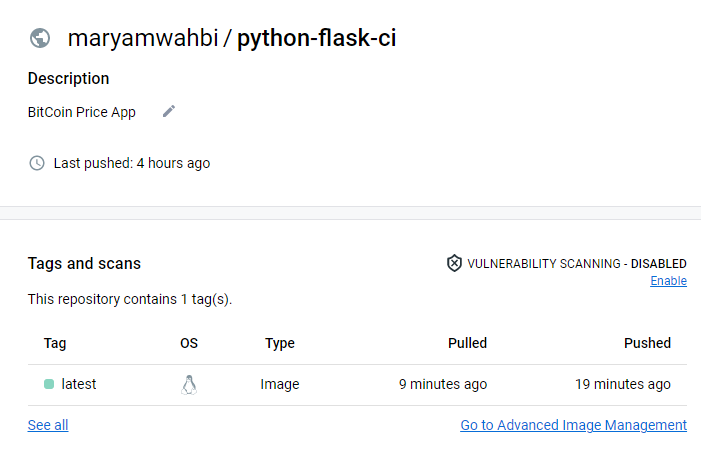 maryamwahbi / python-flask-ci
Description
BitCoin Price App
Last pushed: 4 hours ago
Tags and scans
VULNERABILITY SCANNING - DISABLED
Enable
This repository contains 1 tag(s).
Tag OS Type Pulled Pushed
latest Image 9 minutes ago 19 minutes ago
See all Go to Advanced Image Management